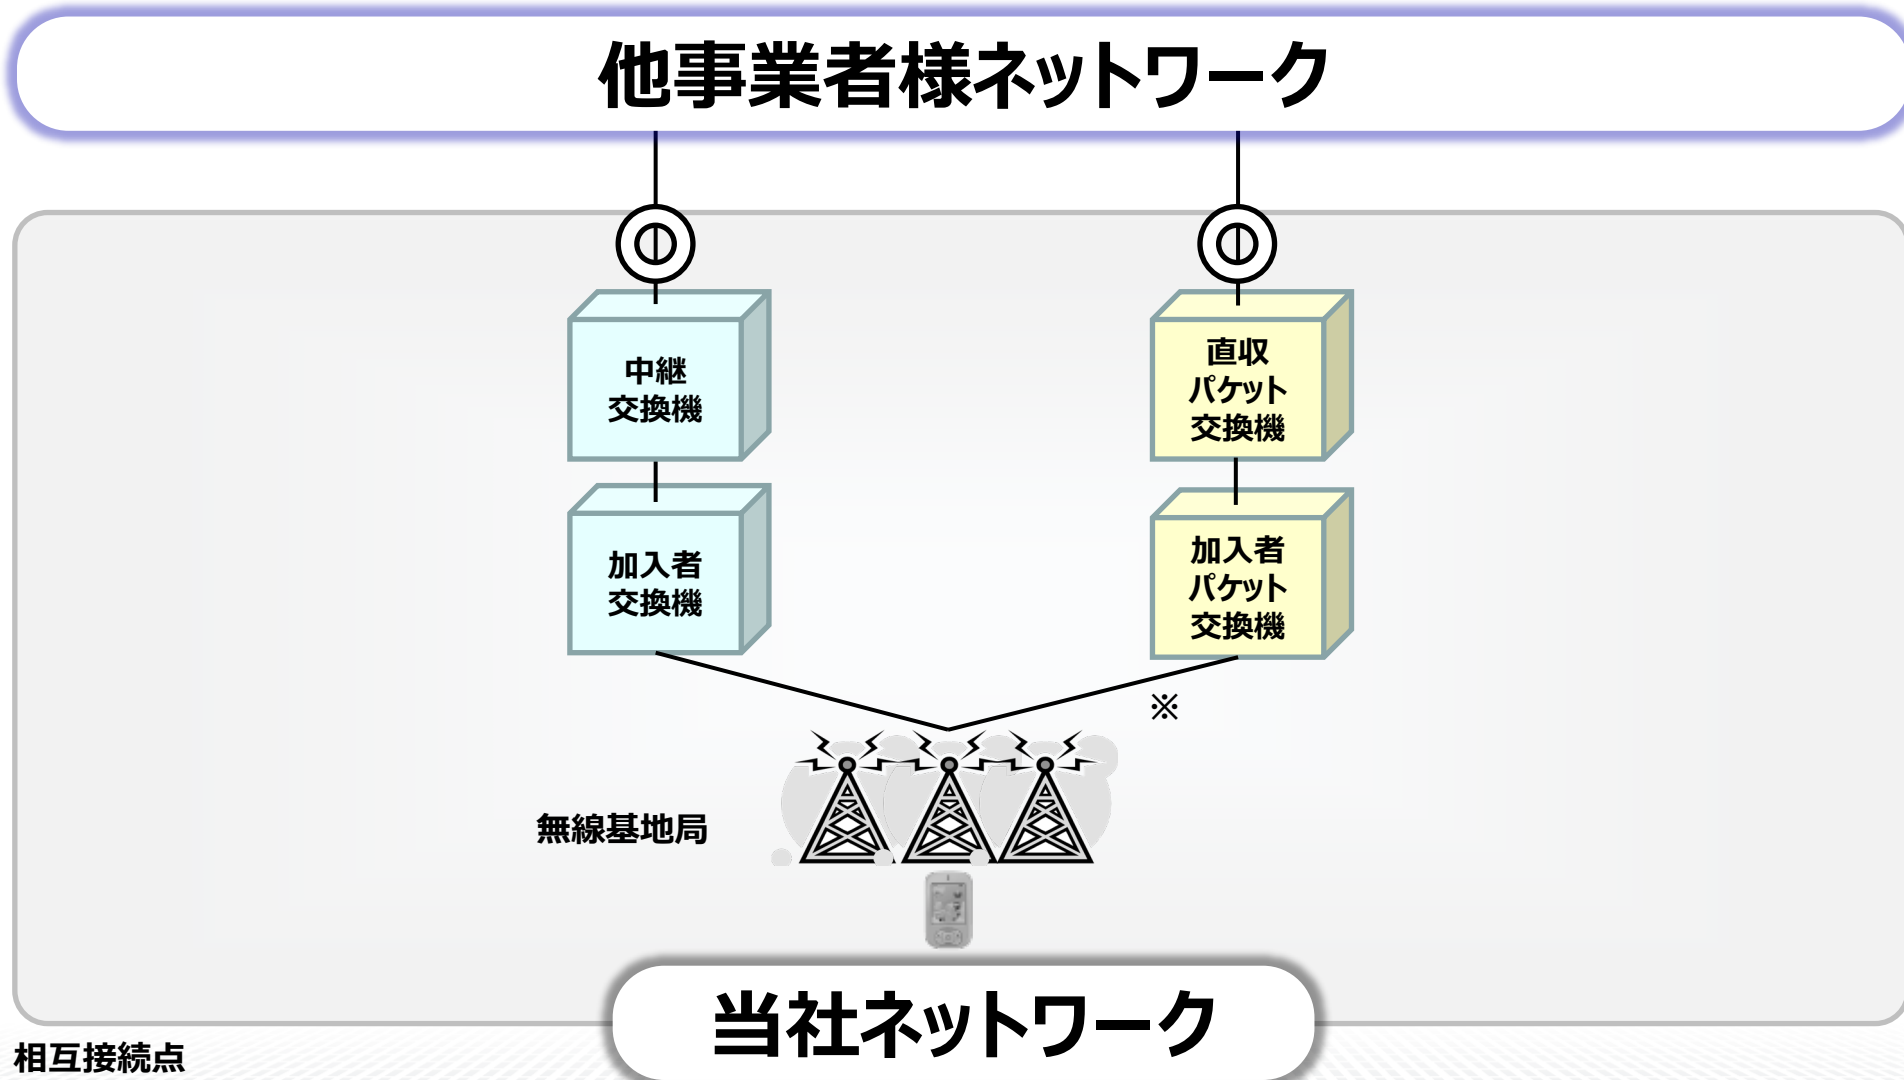 他事業者様ネットワーク
中継
交換機
直収
パケット
交換機
加入者
交換機
加入者
パケット
交換機
※
無線基地局
当社ネットワーク
相互接続点